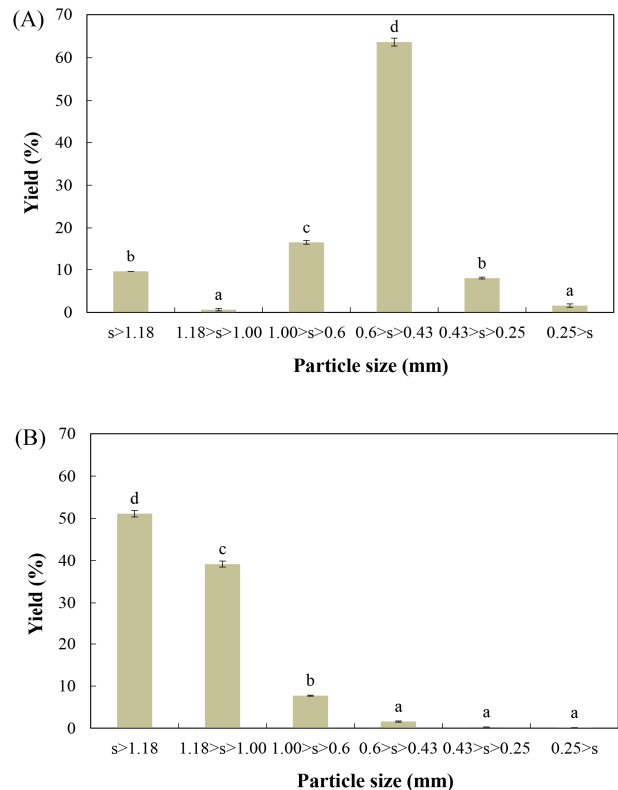 (A)
70
60
50
40
30
20
10
0
Yield (%)
b
a
c
d
b
a
s>1.18 1.18>s>1.00 1.00>s>0.6 0.6>s>0.43 0.43>s>0.25 0.25>s
Particle size (mm)
(B)
70
60
50
40
30
20
10
0
Yield (%)
d
c
b
a
a
a
s>1.18 1.18>s>1.00 1.00>s>0.6 0.6>s>0.43 0.43>s>0.25 0.25>s
Particle size (mm)